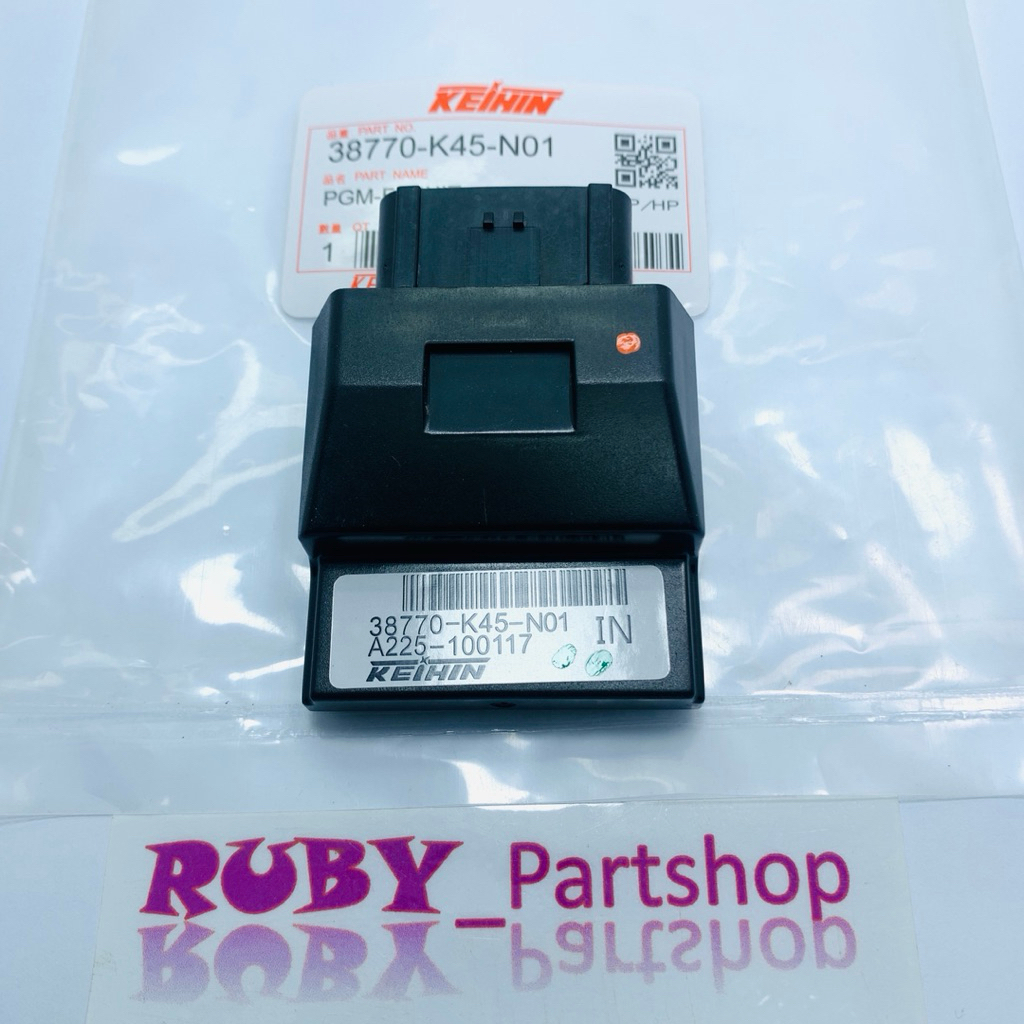 KEIHIN
品番 PART NO.
38770-K45-N01
品名 PART NAME
PGM-
P/HP
数量 QT
1
38770-K45-N01
A225-100117
IN
KEIHIN
RUBY_Partshop